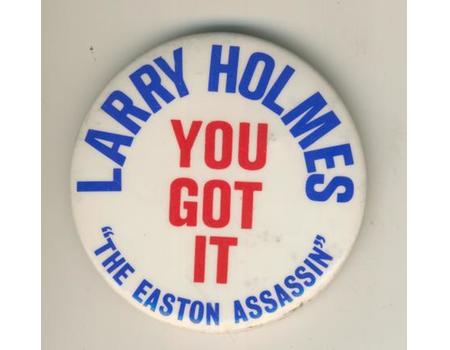 LARRY HOLMES
YOU
GOT
IT
"THE EASTON ASSASSIN"